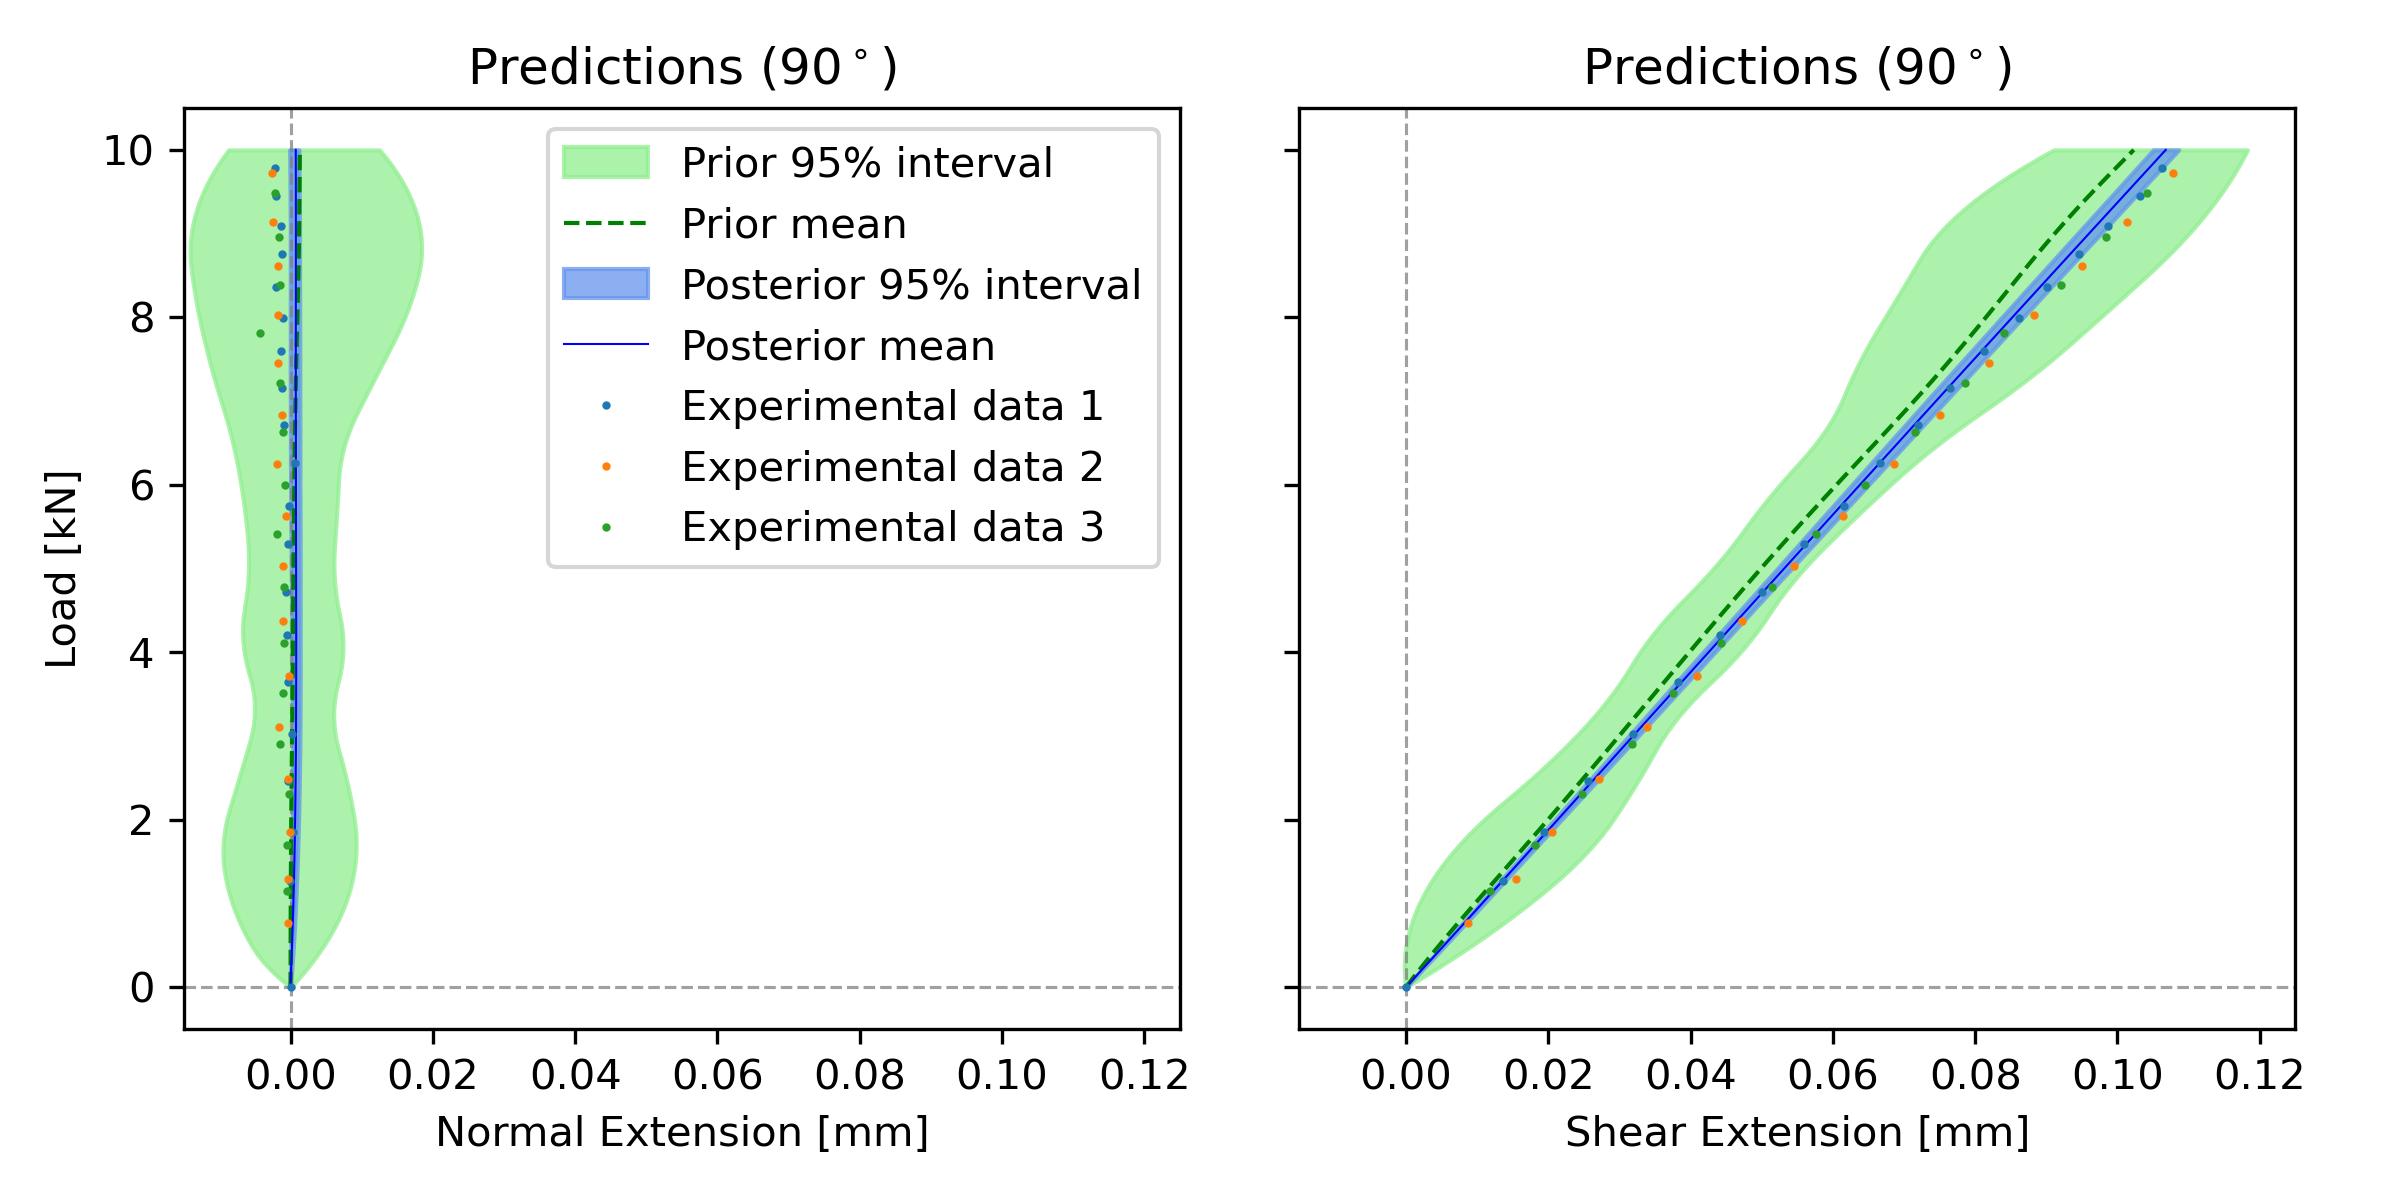 Predictions (90°)
Load [kN]
10
8
6
4
2
0
0.00 0.02 0.04 0.06 0.08 0.10 0.12
Normal Extension [mm]
Prior 95% interval
Prior mean
Posterior 95% interval
Posterior mean
Experimental data 1
Experimental data 2
Experimental data 3
Predictions (90°)
0.00 0.02 0.04 0.06 0.08 0.10 0.12
Shear Extension [mm]